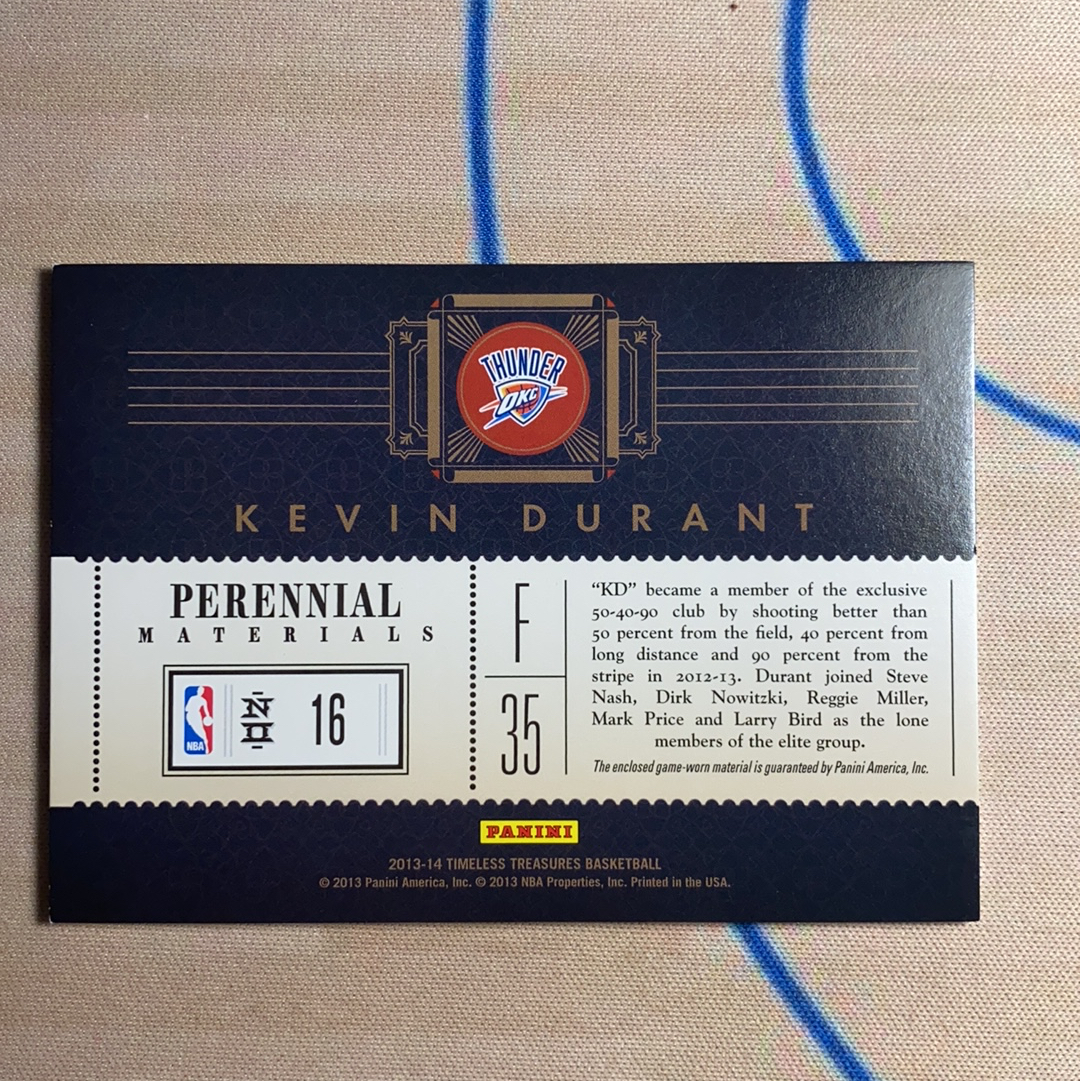 THUNDER
OKC
KEVIN DURANT
PERENNIAL
MATERIALS
NBA
NO
16
F
35
“KD” became a member of the exclusive
50-40-90 club by shooting better than
50 percent from the field, 40 percent from
long distance and 90 percent from the
stripe in 2012-13. Durant joined Steve
Nash, Dirk Nowitzki, Reggie Miller,
Mark Price and Larry Bird as the lone
members of the elite group.
The enclosed game-worn material is guaranteed by Panini America, Inc.
PANINI
2013-14 TIMELESS TREASURES BASKETBALL
© 2013 Panini America, Inc. © 2013 NBA Properties, Inc. Printed in the USA.